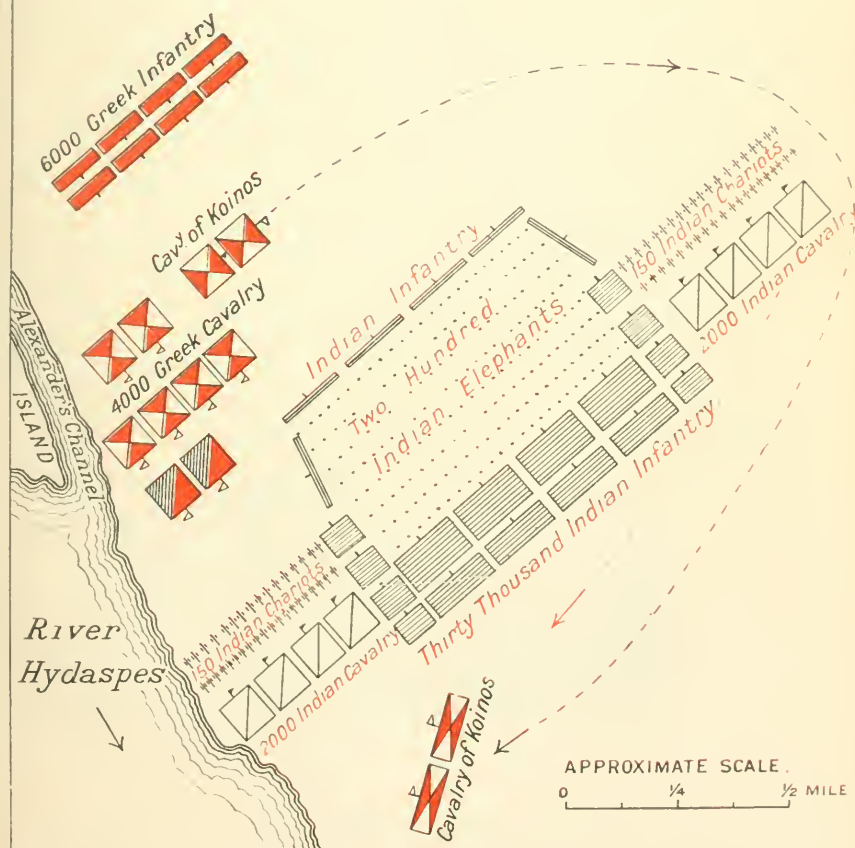 6000 Greek Infantry
Cavy of Koinos
4000 Greek Cavalry
Alexander's Channel
ISLAND
Indian Infantry
Two Hundred
Indian Elephants
150 Indian Chariots
2000 Indian Cavalry
150 Indian Chariots
2000 Indian Cavalry
Thirty Thousand Indian Infantry
River
Hydaspes
Cavalry of Koinos
APPROXIMATE SCALE.
0 1/4 1/2 MILE